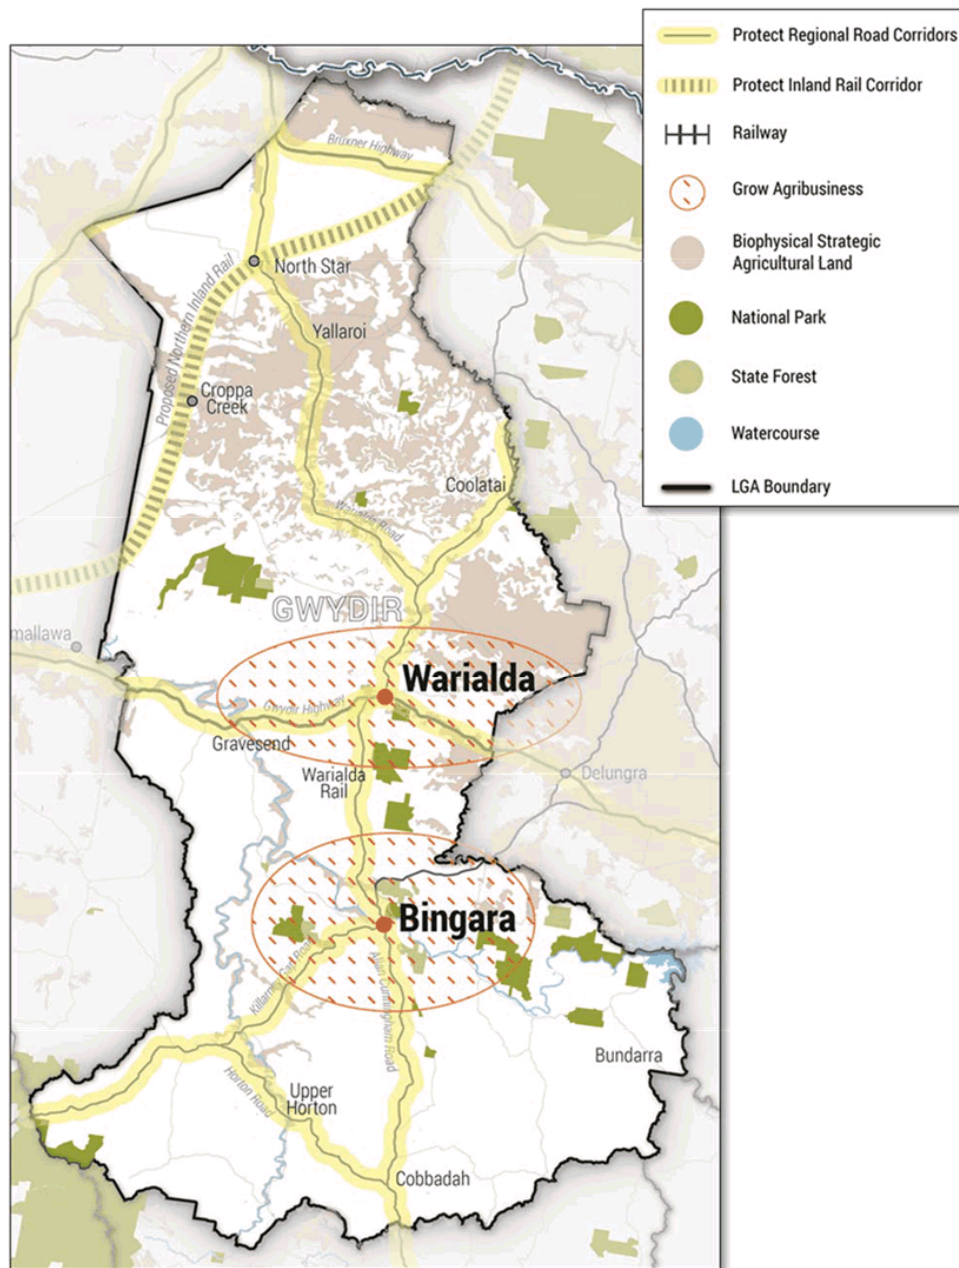 Protect Regional Road Corridors
Protect Inland Rail Corridor
Railway
Grow Agribusiness
Biophysical Strategic
Agricultural Land
National Park
State Forest
Watercourse
LGA Boundary
Bruxner Highway
North Star
Proposed Northern Inland Rail
Yallaroi
Croppa
Creek
Coolatai
Warialda Road
GWYDIR
mallawa
Warialda
Gwydir Highway
Gravesend
Warialda
Rail
Delungra
Bingara
Killarney Gap Road
Allan Cunningham Road
Bundarra
Horton Road
Upper
Horton
Cobbadah